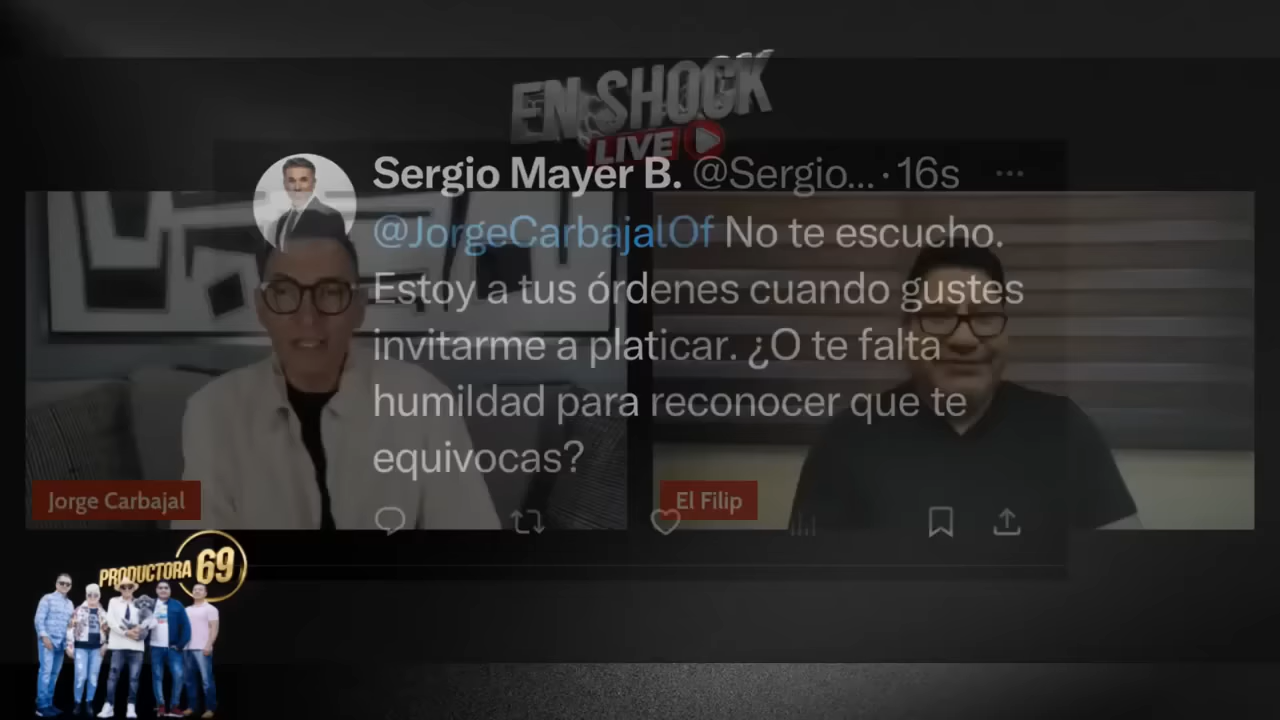 EN SHOCK
LIVE
Sergio Mayer B. @Sergio... · 16s
@JorgeCarbajalOf No te escucho.
Estoy a tus órdenes cuando gustes
invitarme a platicar. ¿O te falta
humildad para reconocer que te
equivocas?
Jorge Carbajal
El Filip
PRODUCTORA 69